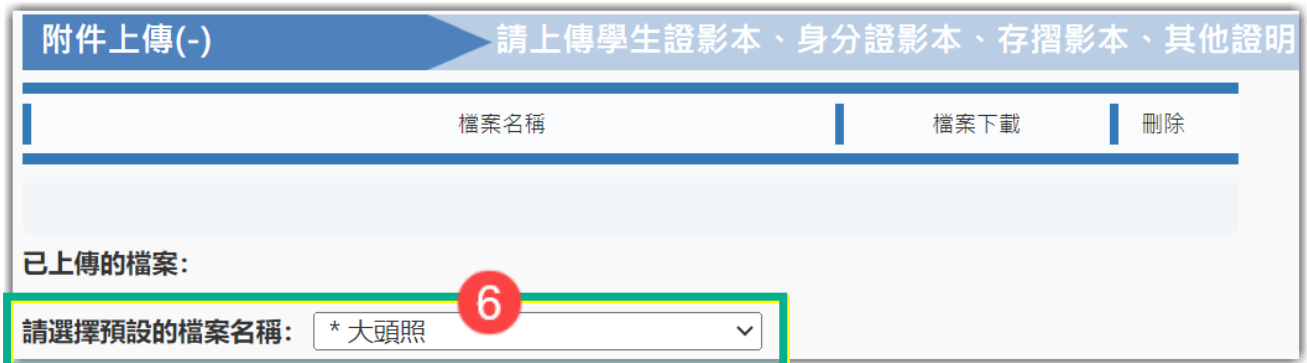 附件上傳(-) 請上傳學生證影本、身分證影本、存摺影本、其他證明
檔案名稱 檔案下載 刪除
已上傳的檔案:
6
請選擇預設的檔案名稱: * 大頭照